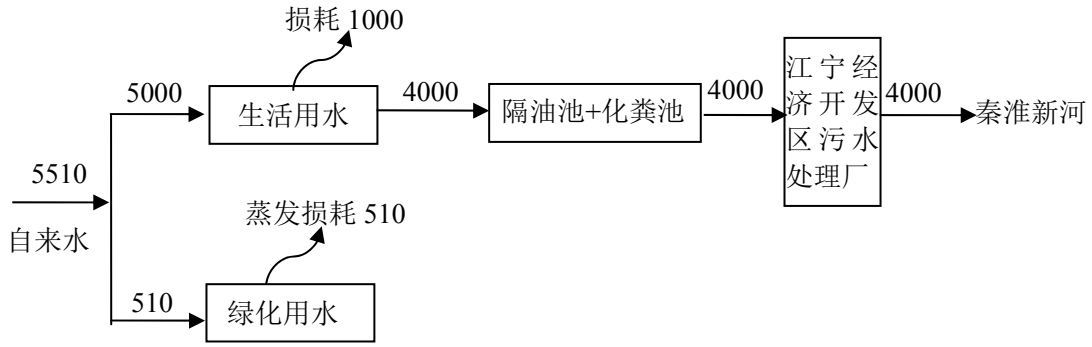 损耗 1000
5000
生活用水
4000
隔油池+化粪池
4000
江宁经
济开发
区污水
处理厂
4000
秦淮新河
5510
自来水
蒸发损耗 510
510
绿化用水